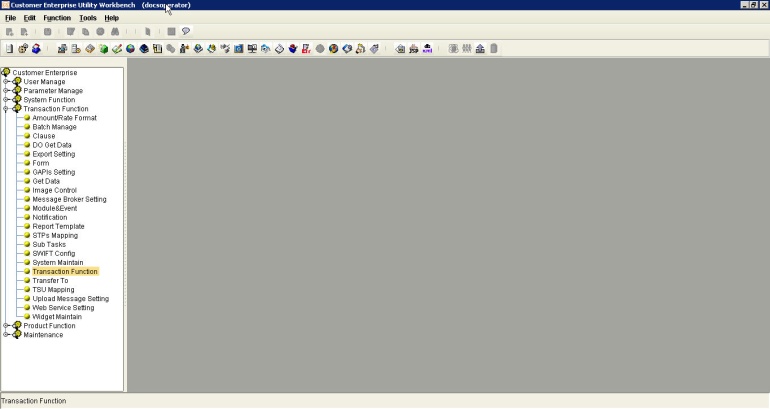 Customer Enterprise Utility Workbench (docsoperator)
File Edit Function Tools Help
JSP xml
Customer Enterprise
User Manage
Parameter Manage
System Function
Transaction Function
Amount/Rate Format
Batch Manage
Clause
DO Get Data
Export Setting
Form
GAPIs Setting
Get Data
Image Control
Message Broker Setting
Module&Event
Notification
Report Template
STPs Mapping
Sub Tasks
SWIFT Config
System Maintain
Transaction Function
Transfer To
TSU Mapping
Upload Message Setting
Web Service Setting
Widget Maintain
Product Function
Maintenance
Transaction Function